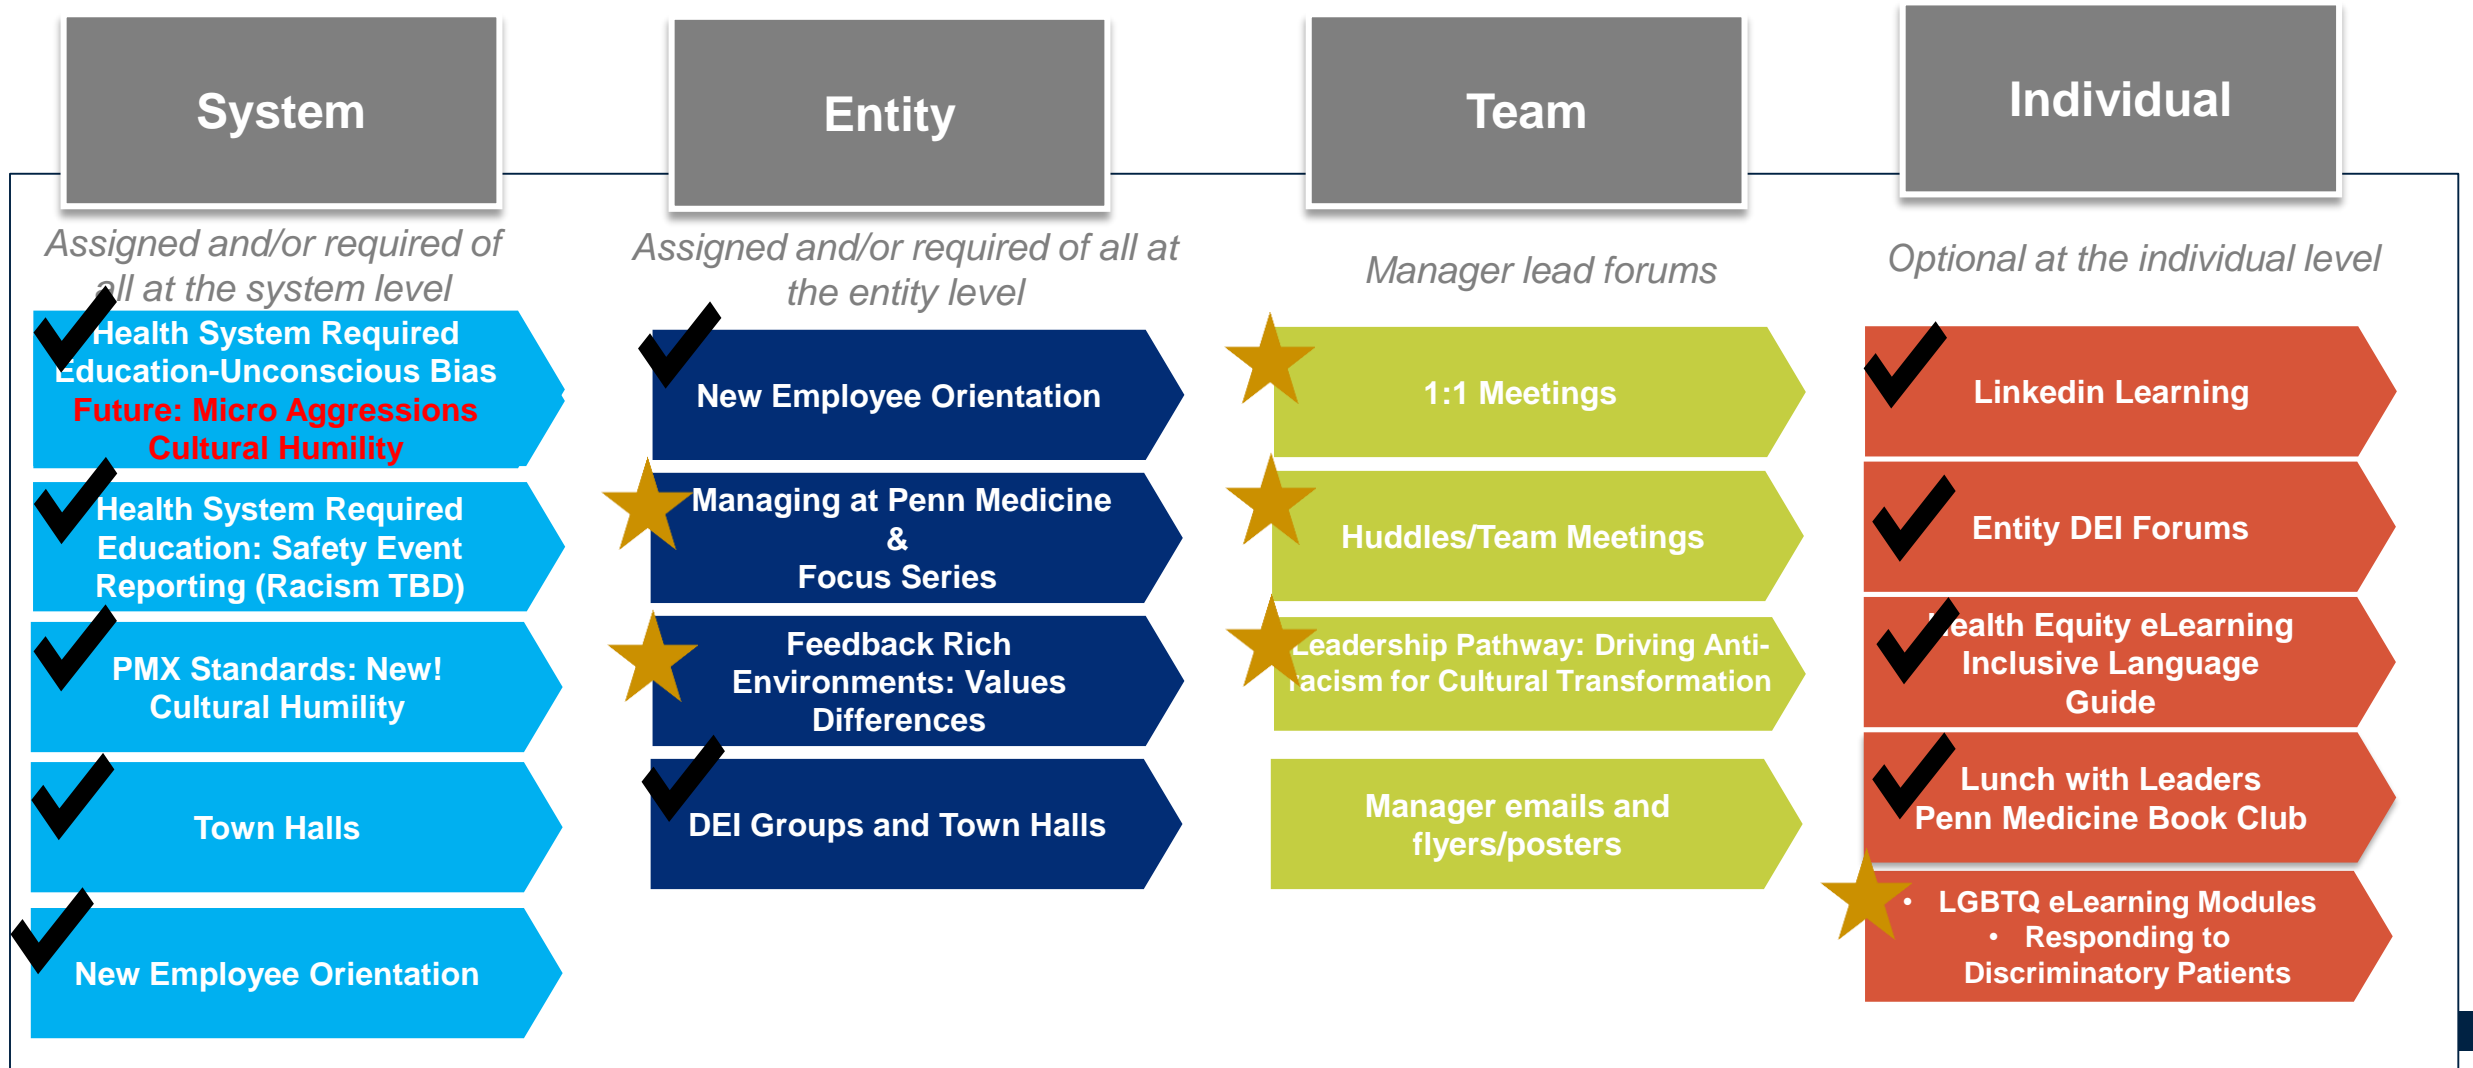 System
Assigned and/or required of
all at the system level
Health System Required
Education-Unconscious Bias
Future: Micro Aggressions
Cultural Humility
Health System Required
Education: Safety Event
Reporting (Racism TBD)
PMX Standards: New!
Cultural Humility
Town Halls
New Employee Orientation
Entity
Assigned and/or required of all at
the entity level
New Employee Orientation
Managing at Penn Medicine
&
Focus Series
Feedback Rich
Environments: Values
Differences
DEI Groups and Town Halls
Team
Manager lead forums
1:1 Meetings
Huddles/Team Meetings
Leadership Pathway: Driving Anti-
racism for Cultural Transformation
Manager emails and
flyers/posters
Individual
Optional at the individual level
Linkedin Learning
Entity DEI Forums
Health Equity eLearning
Inclusive Language
Guide
Lunch with Leaders
Penn Medicine Book Club
• LGBTQ eLearning Modules
• Responding to
Discriminatory Patients